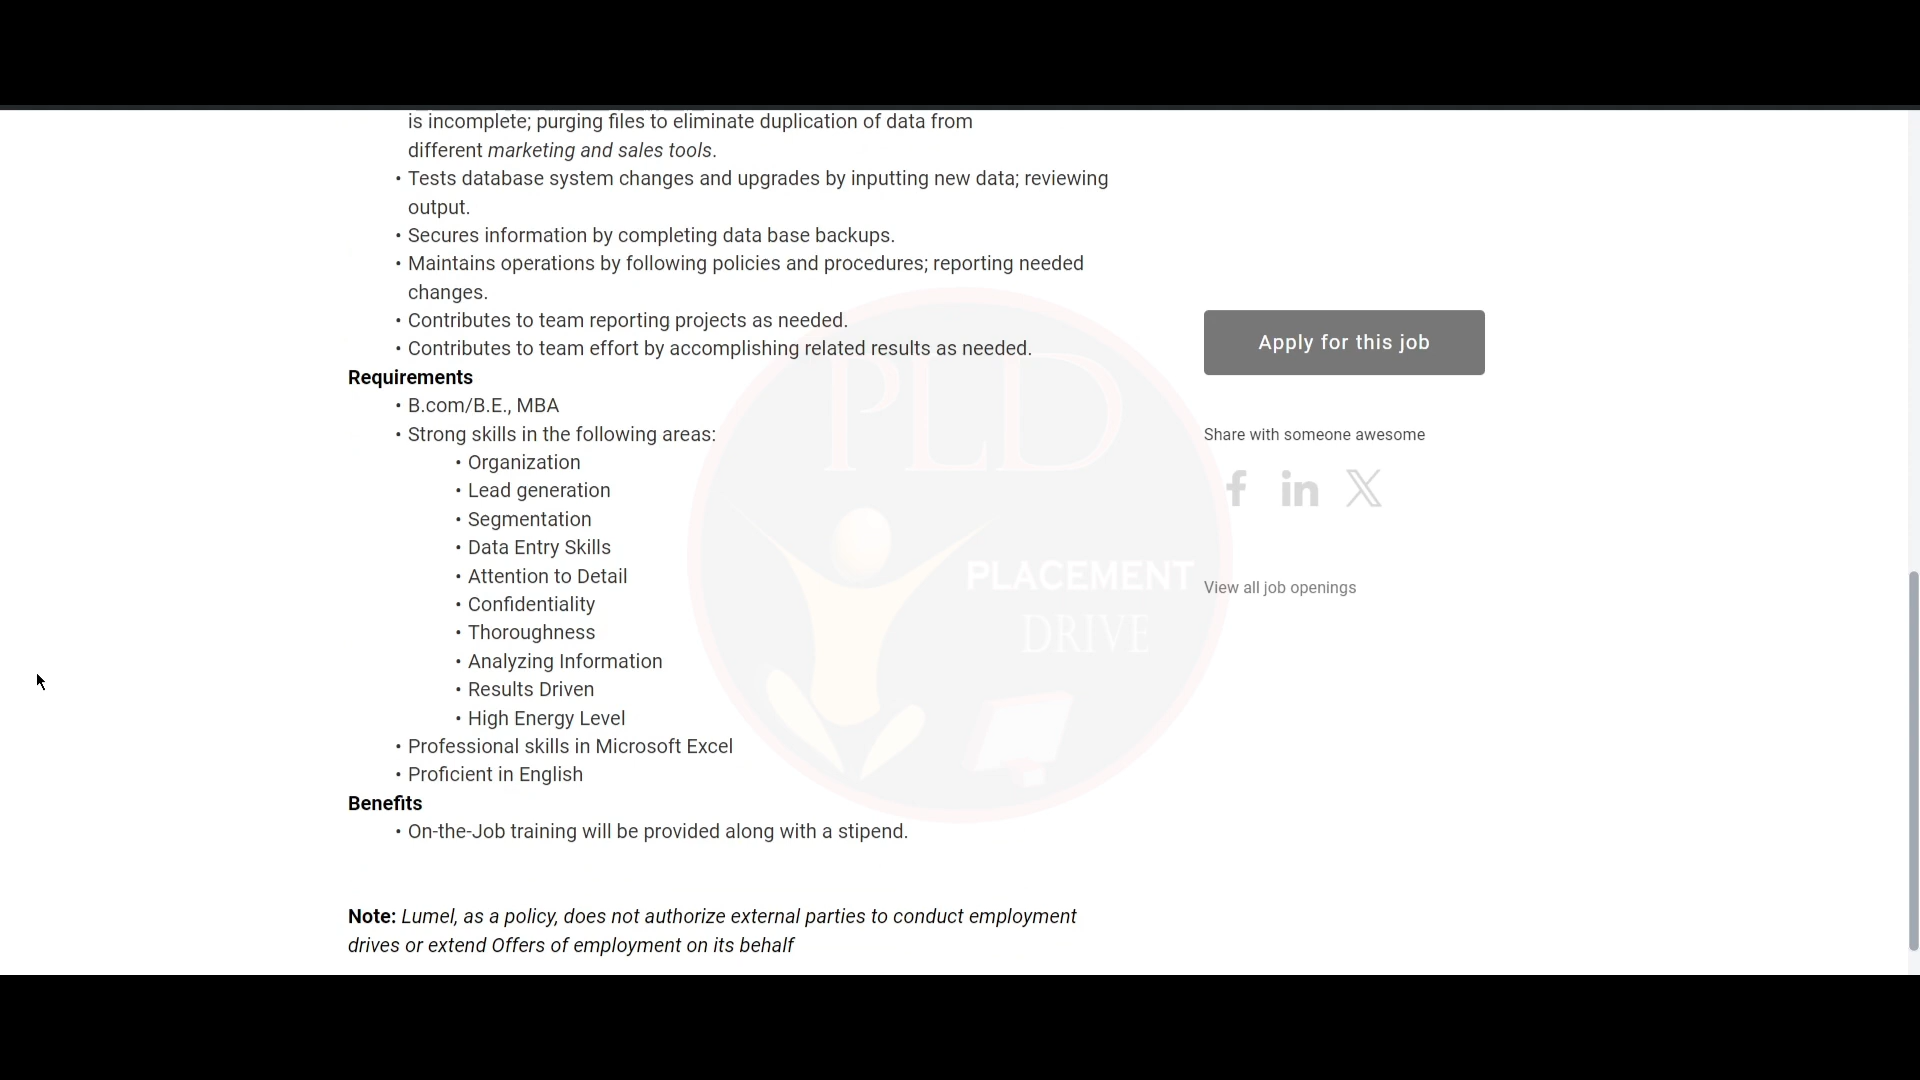 is incomplete; purging files to eliminate duplication of data from
different marketing and sales tools.
• Tests database system changes and upgrades by inputting new data; reviewing
output.
• Secures information by completing data base backups.
• Maintains operations by following policies and procedures; reporting needed
changes.
• Contributes to team reporting projects as needed.
• Contributes to team effort by accomplishing related results as needed.
Requirements
• B.com/B.E., MBA
• Strong skills in the following areas:
• Organization
• Lead generation
• Segmentation
• Data Entry Skills
• Attention to Detail
• Confidentiality
• Thoroughness
• Analyzing Information
• Results Driven
• High Energy Level
• Professional skills in Microsoft Excel
• Proficient in English
Benefits
• On-the-Job training will be provided along with a stipend.
Note: Lumel, as a policy, does not authorize external parties to conduct employment
drives or extend Offers of employment on its behalf
Apply for this job
Share with someone awesome
View all job openings
PLD
PLACEMENT
DRIVE